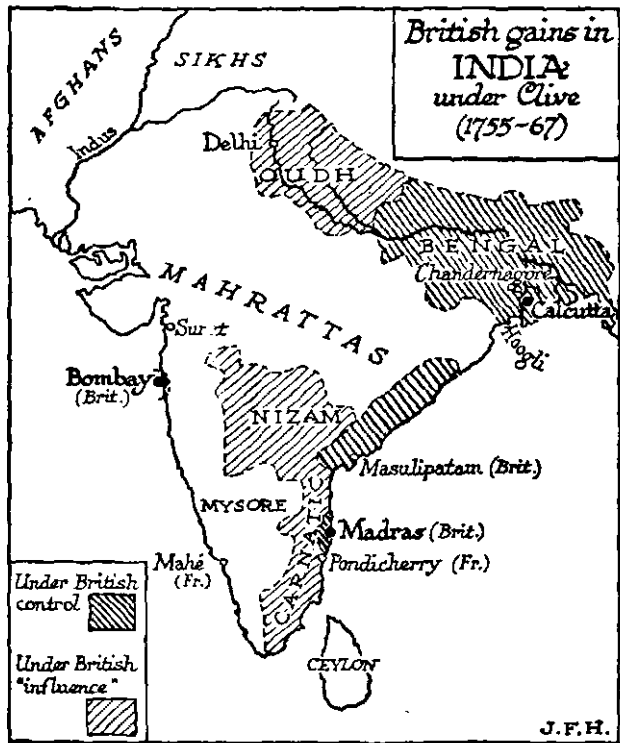 British gains in
INDIA
under Clive
(1755-67)
AFGHANS
SIKHS
Indus
Delhi
OUDH
BENGAL
Chandernagore
Calcutta
Hoogli
MAHRATTAS
Bombay
(Brit.)
NIZAM
Masulipatam (Brit.)
MYSORE
CARNATIC
Madras (Brit.)
Mahé
(Fr.)
Pondicherry (Fr.)
CEYLON
Under British
control
Under British
"influence"
J.F.H.